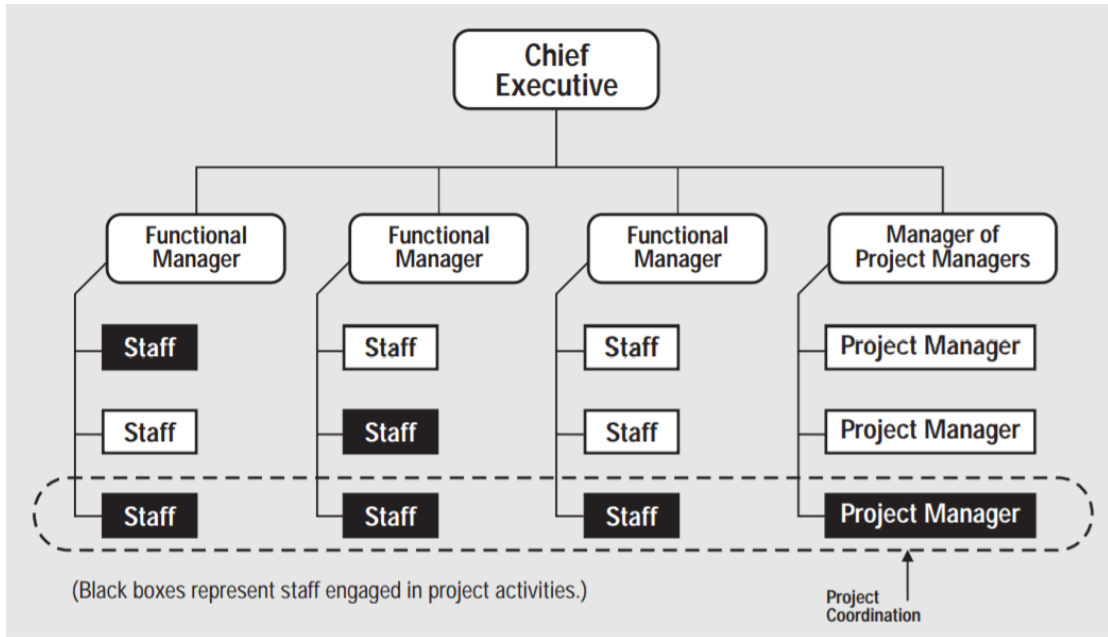 Chief
Executive
Functional
Manager
Functional
Manager
Functional
Manager
Manager of
Project Managers
Staff
Staff
Staff
Project Manager
Staff
Staff
Staff
Project Manager
Staff
Staff
Staff
Project Manager
(Black boxes represent staff engaged in project activities.)
Project
Coordination